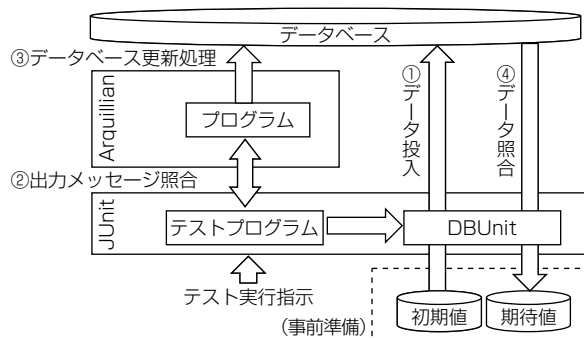 データベース
③データベース更新処理
①データ投入
④データ照合
Arquillian
プログラム
②出力メッセージ照合
JUnit
テストプログラム
DBUnit
テスト実行指示
(事前準備)
初期値
期待値